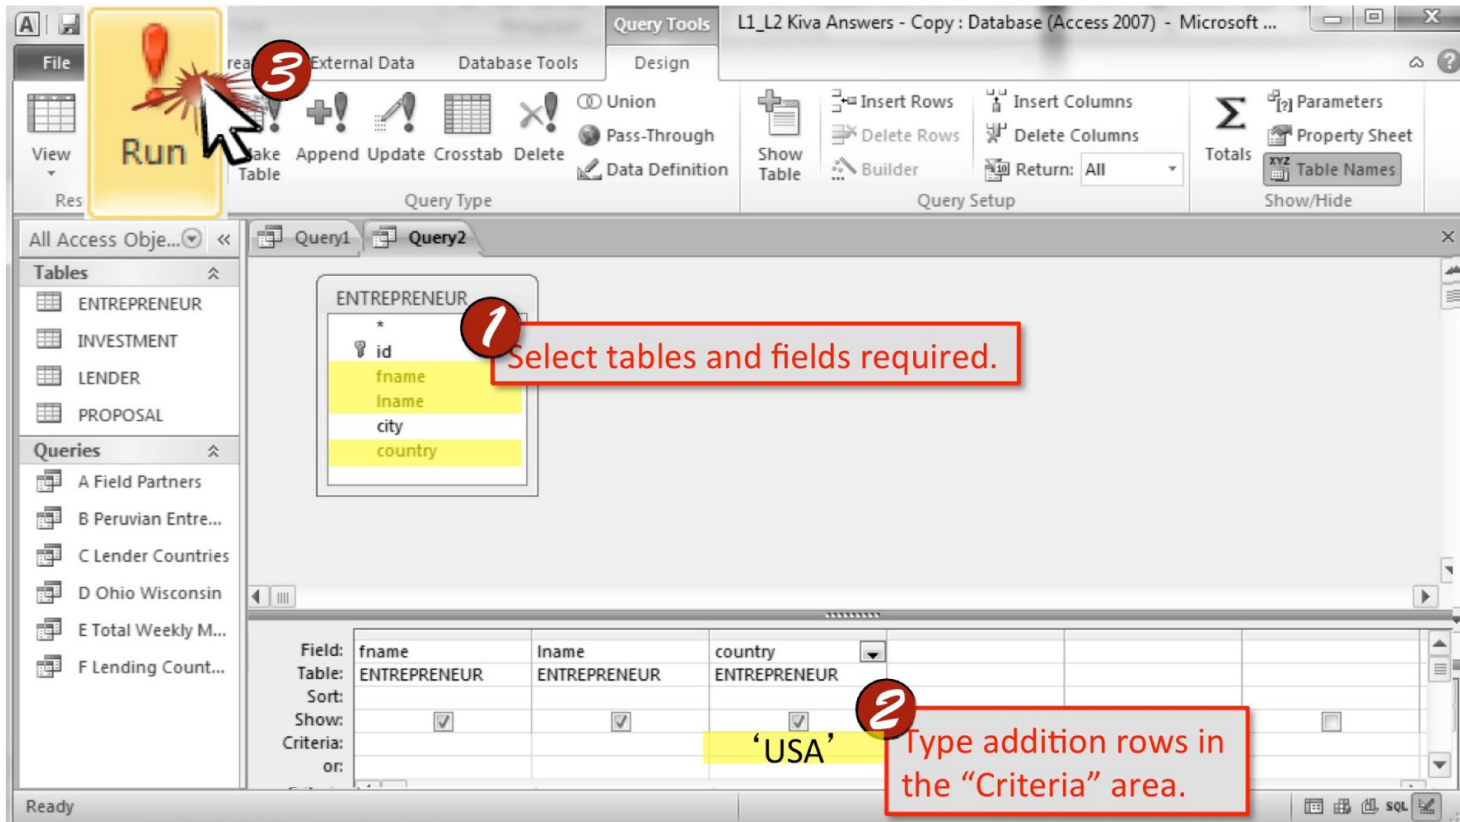 A
Query Tools
L1_L2 Kiva Answers - Copy : Database (Access 2007) - Microsoft ...
File
External Data
Database Tools
Design
3
Run
View
Make
Table
Append
Update
Crosstab
Delete
Union
Pass-Through
Data Definition
Show
Table
Insert Rows
Delete Rows
Builder
Insert Columns
Delete Columns
Return: All
Totals
Parameters
Property Sheet
Table Names
Res
Query Type
Query Setup
Show/Hide
All Access Obje...
Query1
Query2
Tables
ENTREPRENEUR
INVESTMENT
LENDER
PROPOSAL
Queries
A Field Partners
B Peruvian Entre...
C Lender Countries
D Ohio Wisconsin
E Total Weekly M...
F Lending Count...
ENTREPRENEUR
*
id
fname
lname
city
country
1
Select tables and fields required.
Field: fname lname country
Table: ENTREPRENEUR ENTREPRENEUR ENTREPRENEUR
Sort:
Show:
Criteria: ‘USA’
or:
2
Type addition rows in
the “Criteria” area.
Ready
SQL